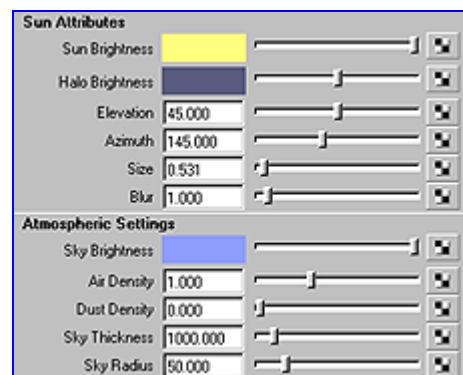 Sun Attributes
Sun Brightness
Halo Brightness
Elevation 45.000
Azimuth 145.000
Size 0.531
Blur 1.000
Atmospheric Settings
Sky Brightness
Air Density 1.000
Dust Density 0.000
Sky Thickness 1000.000
Sky Radius 50.000